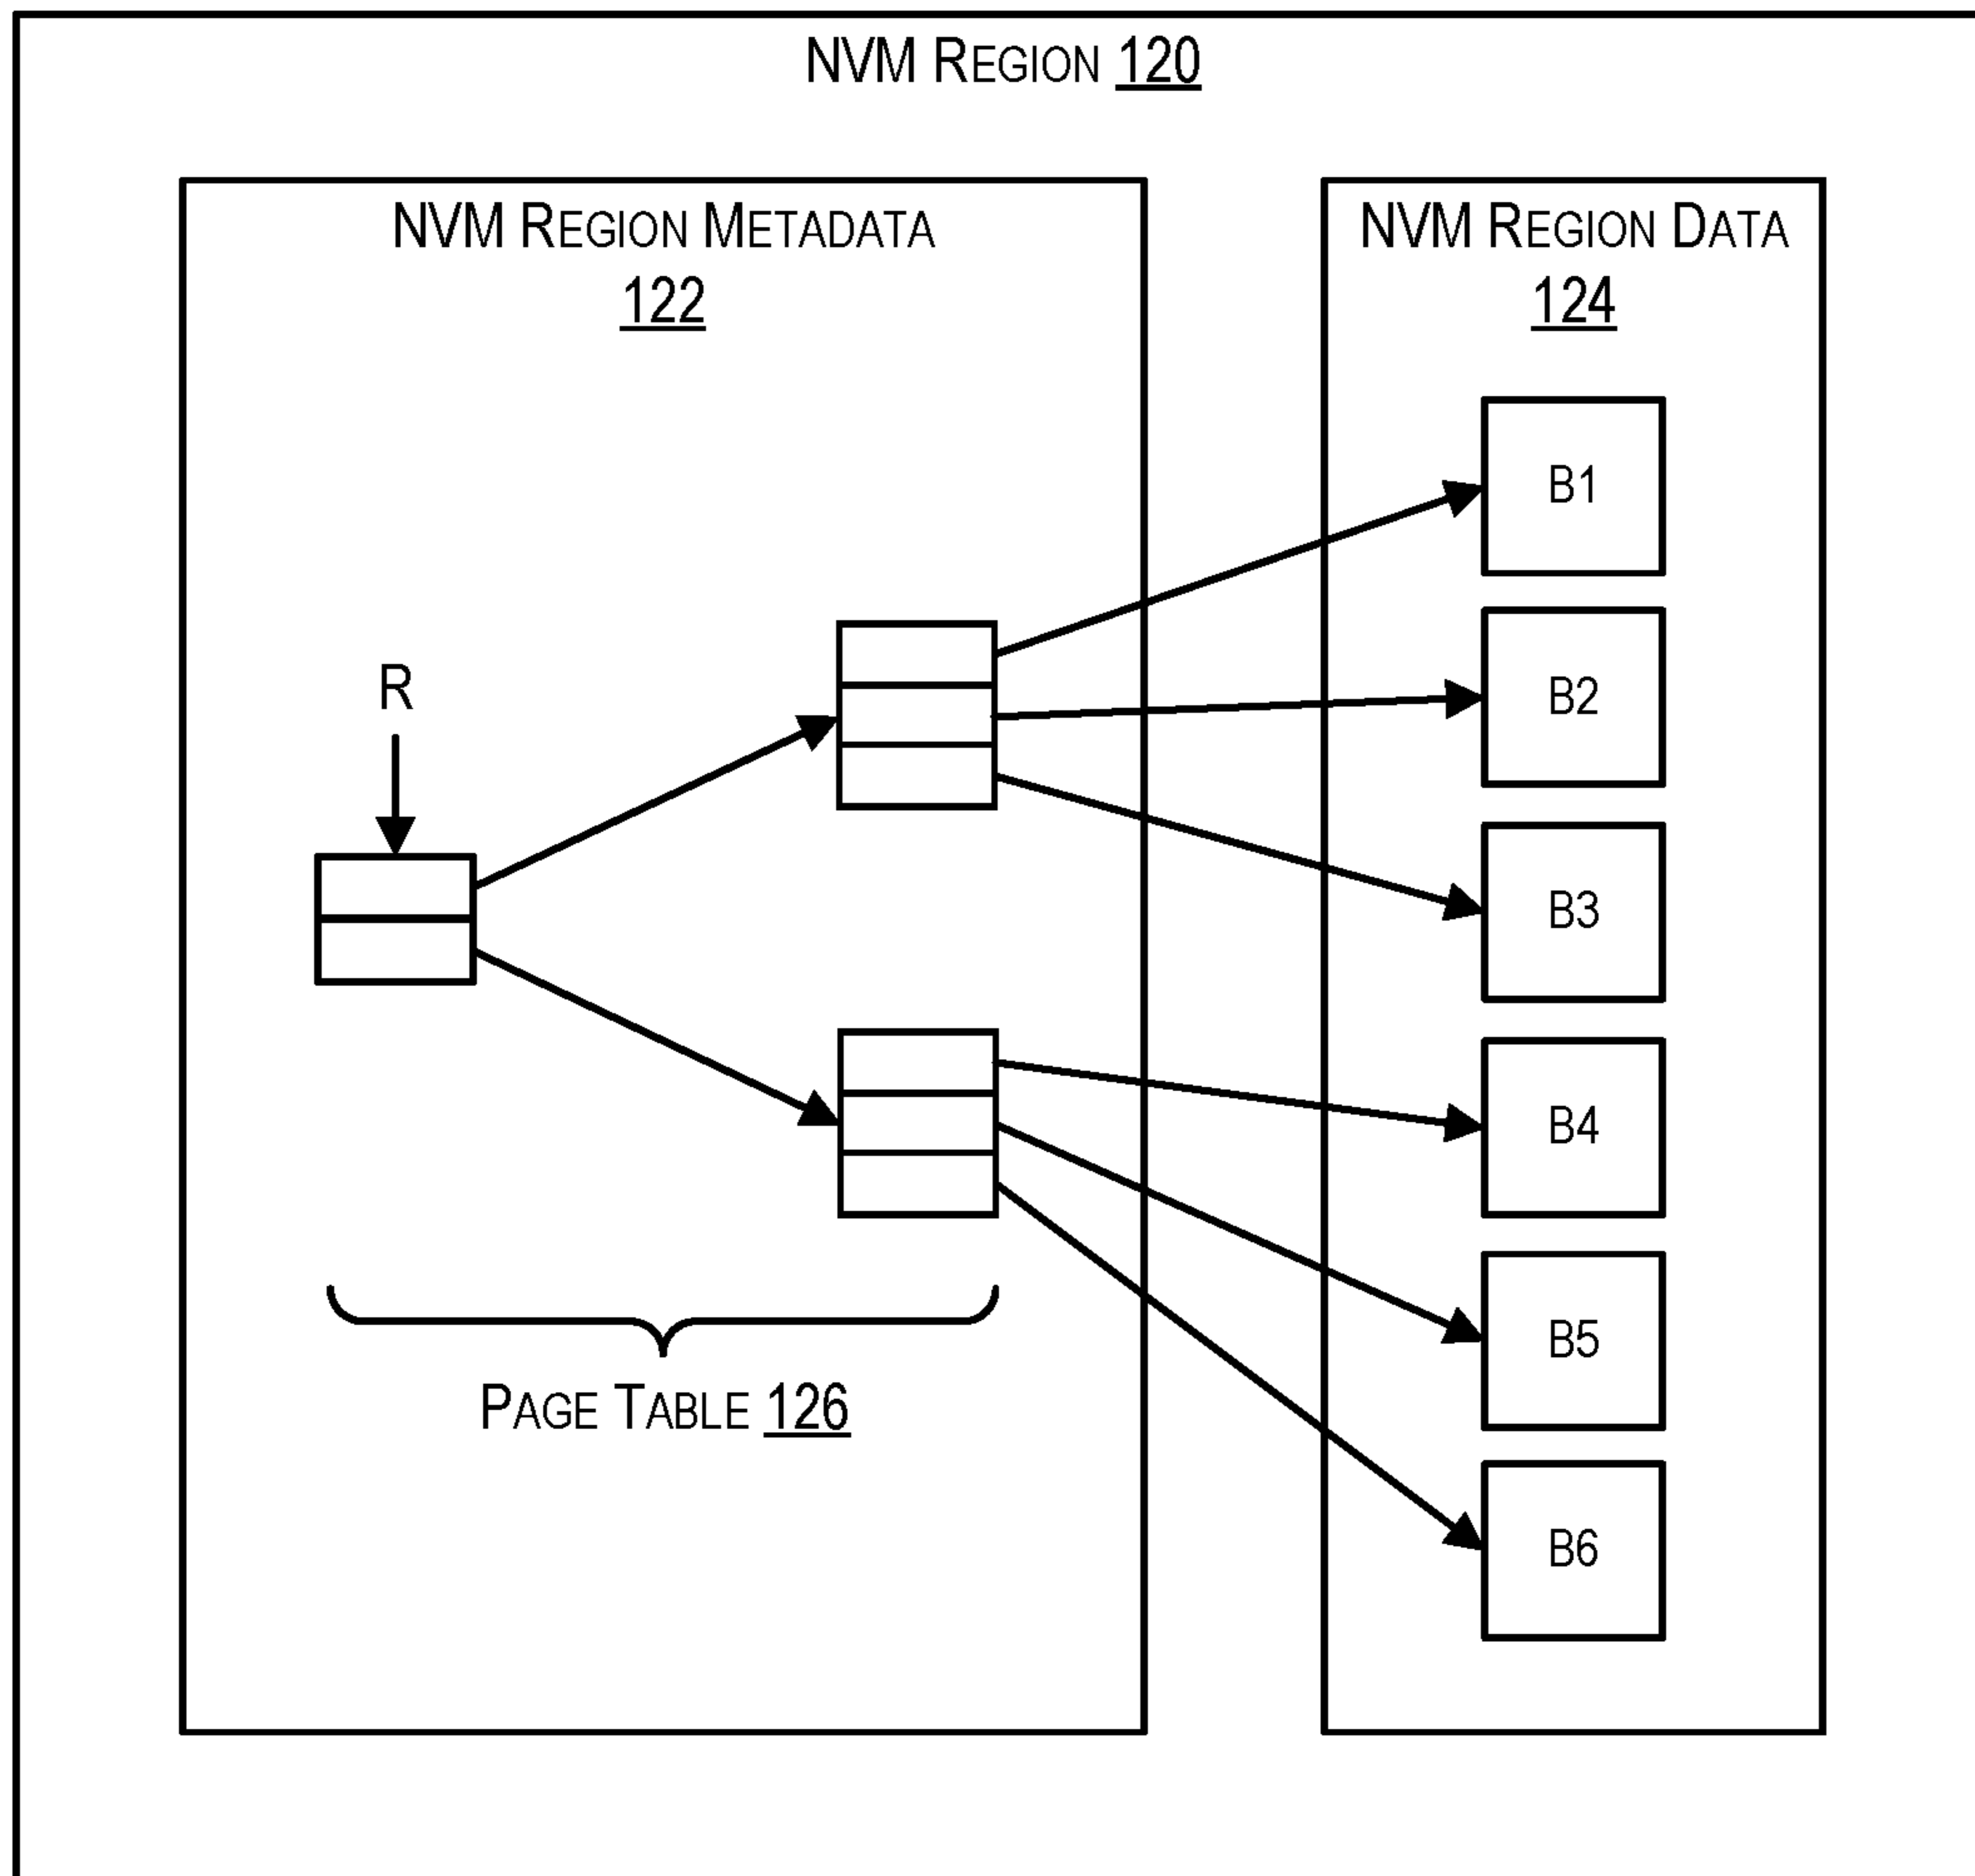 NVM REGION 120
NVM REGION METADATA
122
NVM REGION DATA
124
B1
B2
R
B3
B4
B5
PAGE TABLE 126
B6